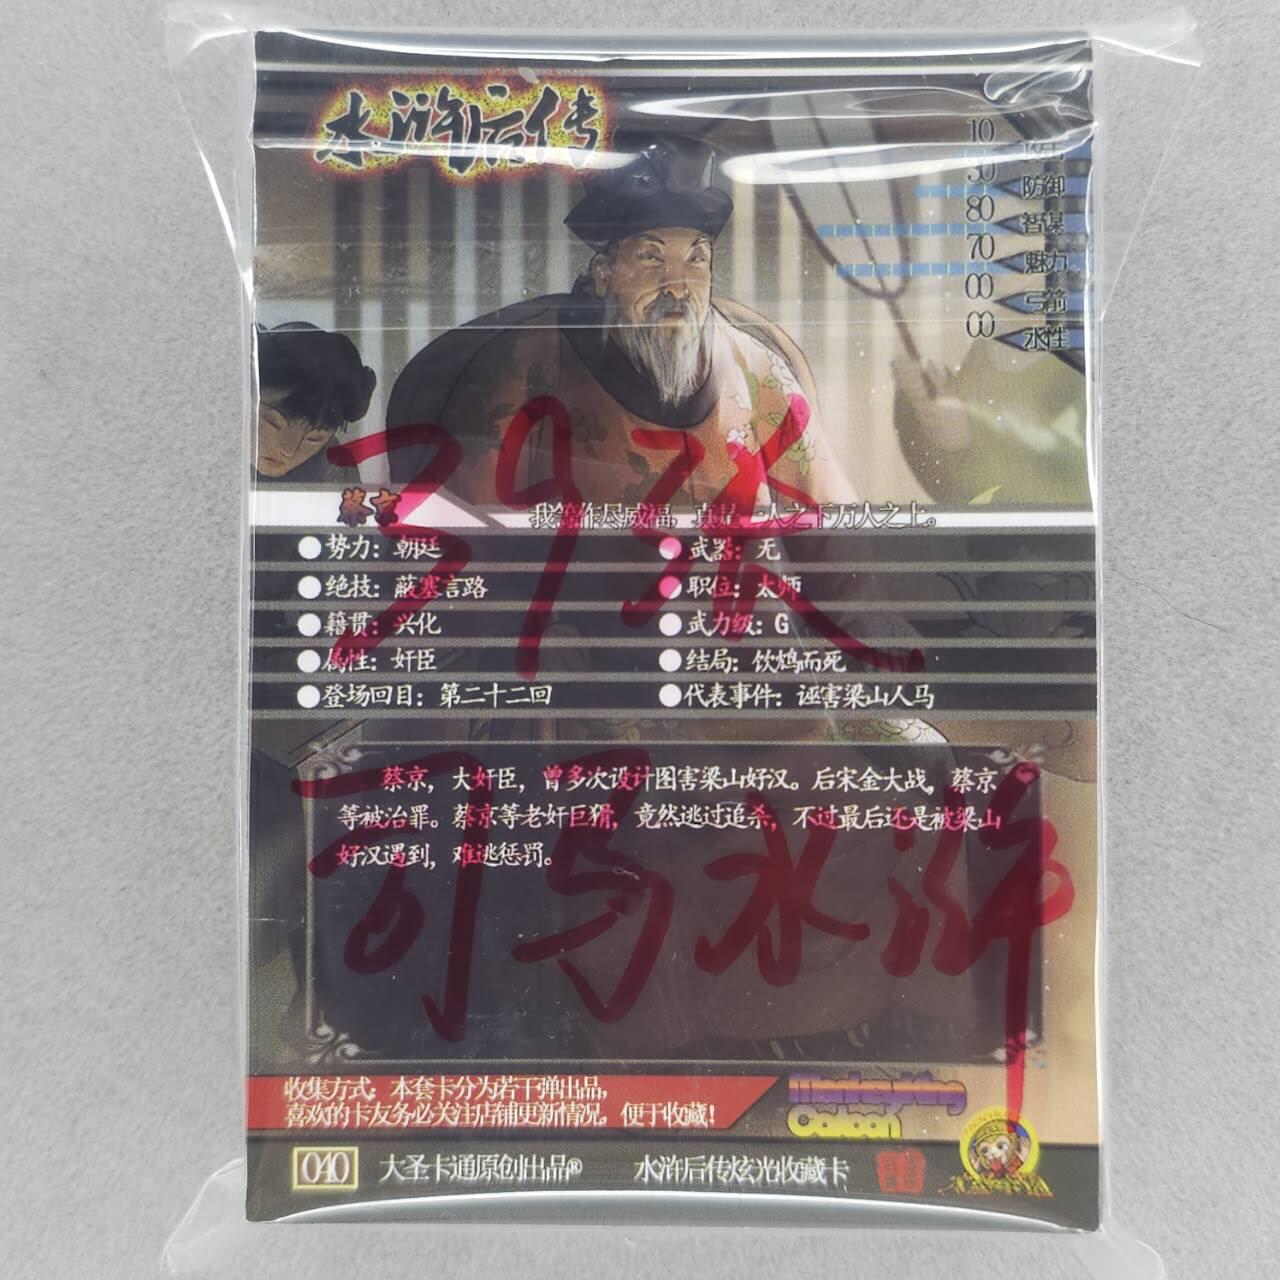 水浒后传
10 攻击
30 防御
80 智谋
70 魅力
00 弓箭
00 水性
39张
蔡京
我等作尽威福，真是一人之下万人之上。
●势力：朝廷 ●武器：无
●绝技：蔽塞言路 ●职位：太师
●籍贯：兴化 ●武力级：G
●属性：奸臣 ●结局：饮鸩而死
●登场回目：第二十二回 ●代表事件：诬害梁山人马
蔡京，大奸臣，曾多次设计图害梁山好汉。后宋金大战，蔡京
等被治罪。蔡京等老奸巨猾，竟然逃过追杀，不过最后还是被梁山
好汉遇到，难逃惩罚。
司马水浒
收集方式：本套卡分为若干弹出品，
喜欢的卡友务必关注店铺更新情况，便于收藏！
MonkeyKing
Cartoon
040 大圣卡通原创出品® 水浒后传炫光收藏卡